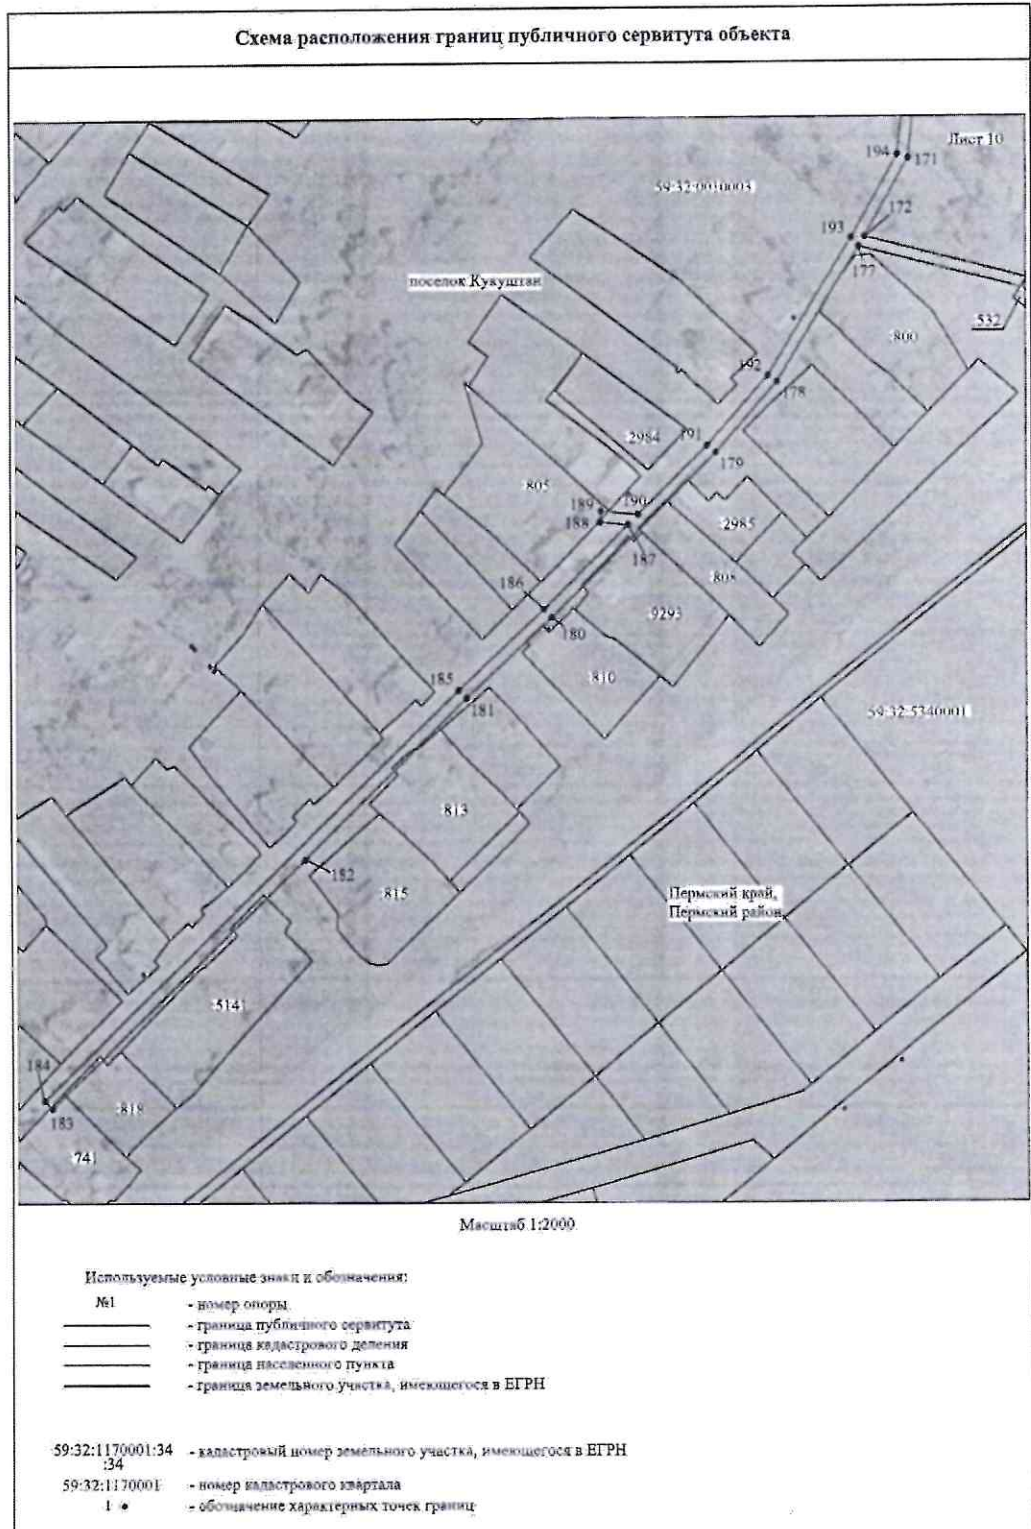 Схема расположения границ публичного сервитута объекта
Лист 10
194
171
59:32:0010003
172
193
177
поселок Кукуштан
:532
:800
192
178
:2984
191
179
:805
189
190
188
:2985
187
:808
186
:9293
180
:810
185
181
59:32:5340001
:813
182
:815
Пермский край,
Пермский район,
:5141
184
183
:818
:741
Масштаб 1:2000
Используемые условные знаки и обозначения:
№1 - номер опоры
- граница публичного сервитута
- граница кадастрового деления
- граница населенного пункта
- граница земельного участка, имеющегося в ЕГРН
59:32:1170001:34 - кадастровый номер земельного участка, имеющегося в ЕГРН
:34
59:32:1170001 - номер кадастрового квартала
1 • - обозначение характерных точек границ